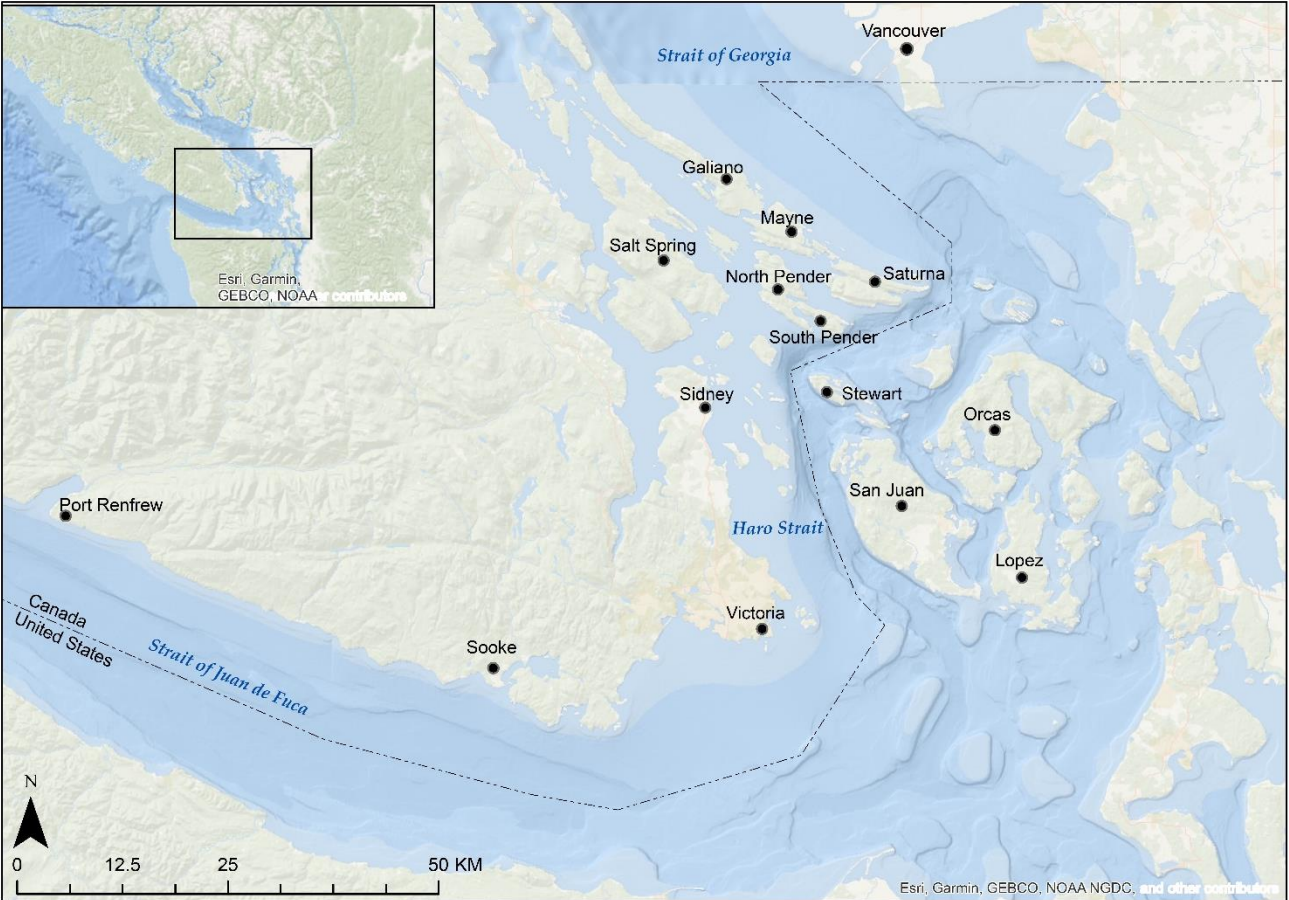 Vancouver
Strait of Georgia
Galiano
Mayne
Salt Spring
North Pender
Saturna
Esri, Garmin,
GEBCO, NOAA r contributors
South Pender
Sidney
Stewart
Orcas
San Juan
Port Renfrew
Haro Strait
Lopez
Canada
United States
Victoria
Strait of Juan de Fuca
Sooke
N
0 12.5 25 50 KM
Esri, Garmin, GEBCO, NOAA NGDC, and other contributors